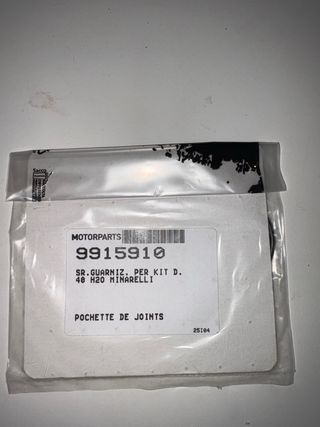 MOTORPARTS
9915910
SR.GUARNIZ. PER KIT D.
40 H2O MINARELLI
POCHETTE DE JOINTS
25I04